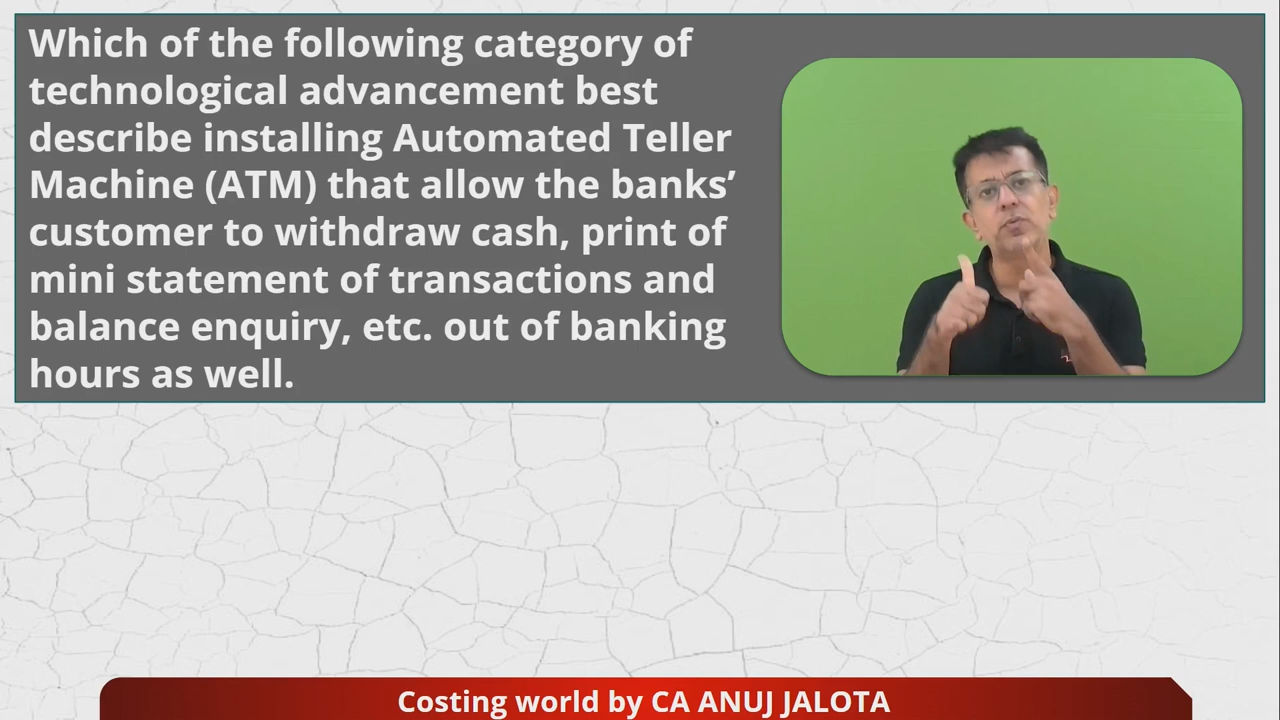 Which of the following category of
technological advancement best
describe installing Automated Teller
Machine (ATM) that allow the banks’
customer to withdraw cash, print of
mini statement of transactions and
balance enquiry, etc. out of banking
hours as well.
Costing world by CA ANUJ JALOTA